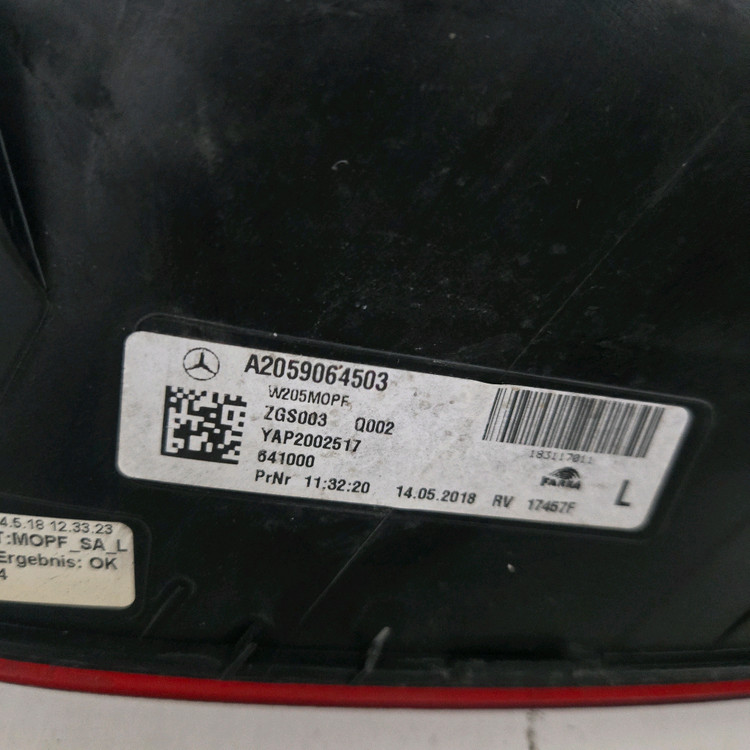 A2059064503
W205MOPF
ZGS003 Q002
YAP2002517
641000
PrNr 11:32:20 14.05.2018 RV 17457F
183117011
FARBA
L
4.5.18 12.33.23
T:MOPF_SA_L
Ergebnis: OK
4